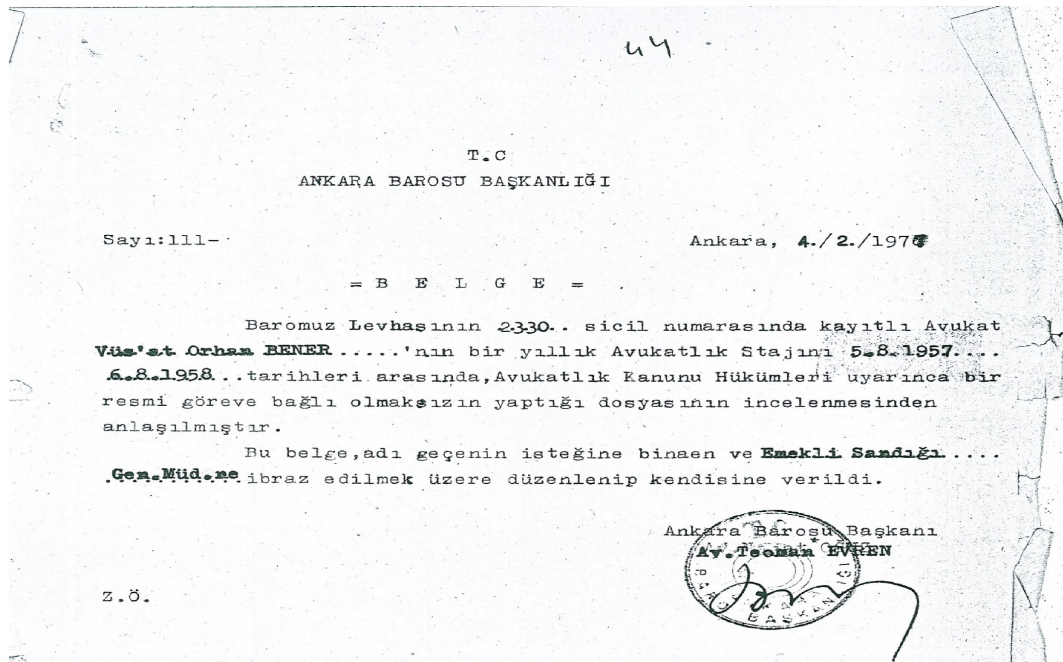 44
T.C
ANKARA BAROSU BAŞKANLIĞI
Sayı:111- Ankara, 4./2./197
= B E L G E =
Baromuz Levhasının 2330.. sicil numarasında kayıtlı Avukat
Vüs'at Orhan BENER .....'nın bir yıllık Avukatlık Stajını 5.8.1957....
.6.8.1958...tarihleri arasında,Avukatlık Kanunu Hükümleri uyarınca bir
resmi göreve bağlı olmaksızın yaptığı dosyasının incelenmesinden
anlaşılmıştır.
Bu belge,adı geçenin isteğine binaen ve Emekli Sandığı.....
.Gen.Müd.ne ibraz edilmek üzere düzenlenip kendisine verildi.
Ankara Barosu Başkanı
Av.Teoman EVREN
Z.Ö.